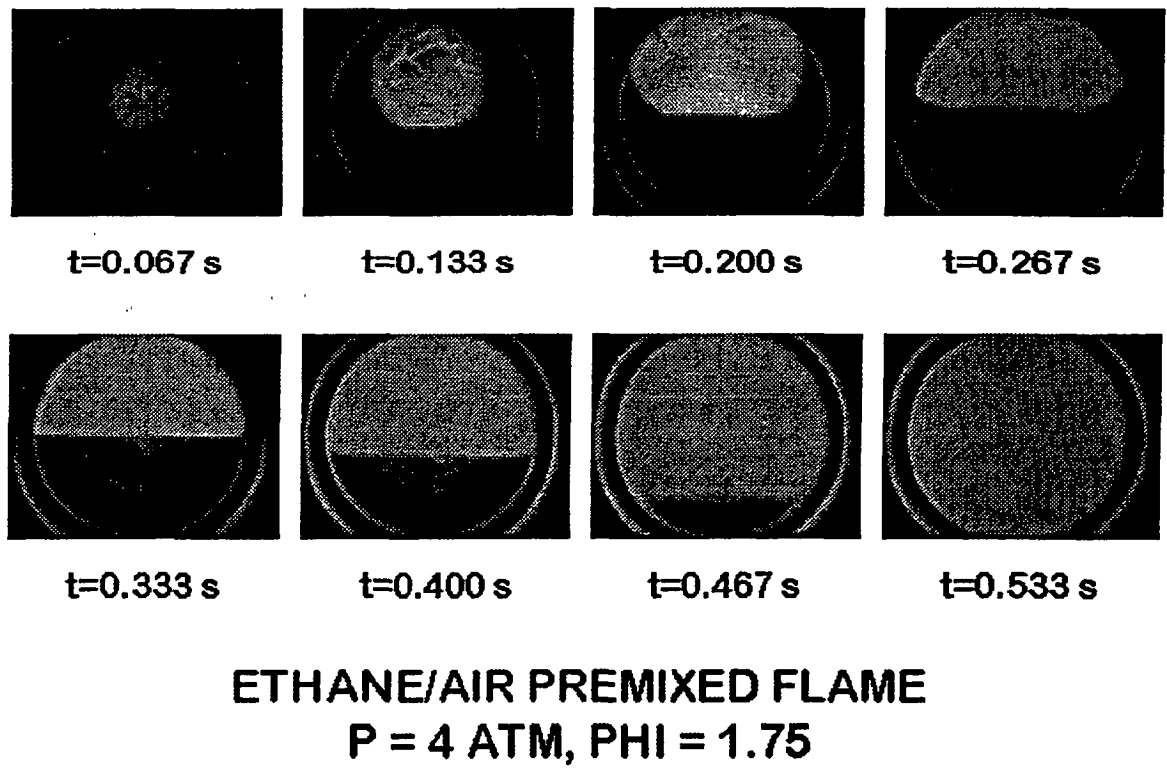 t=0.067 s t=0.133 s t=0.200 s t=0.267 s
t=0.333 s t=0.400 s t=0.467 s t=0.533 s
ETHANE/AIR PREMIXED FLAME
P = 4 ATM, PHI = 1.75